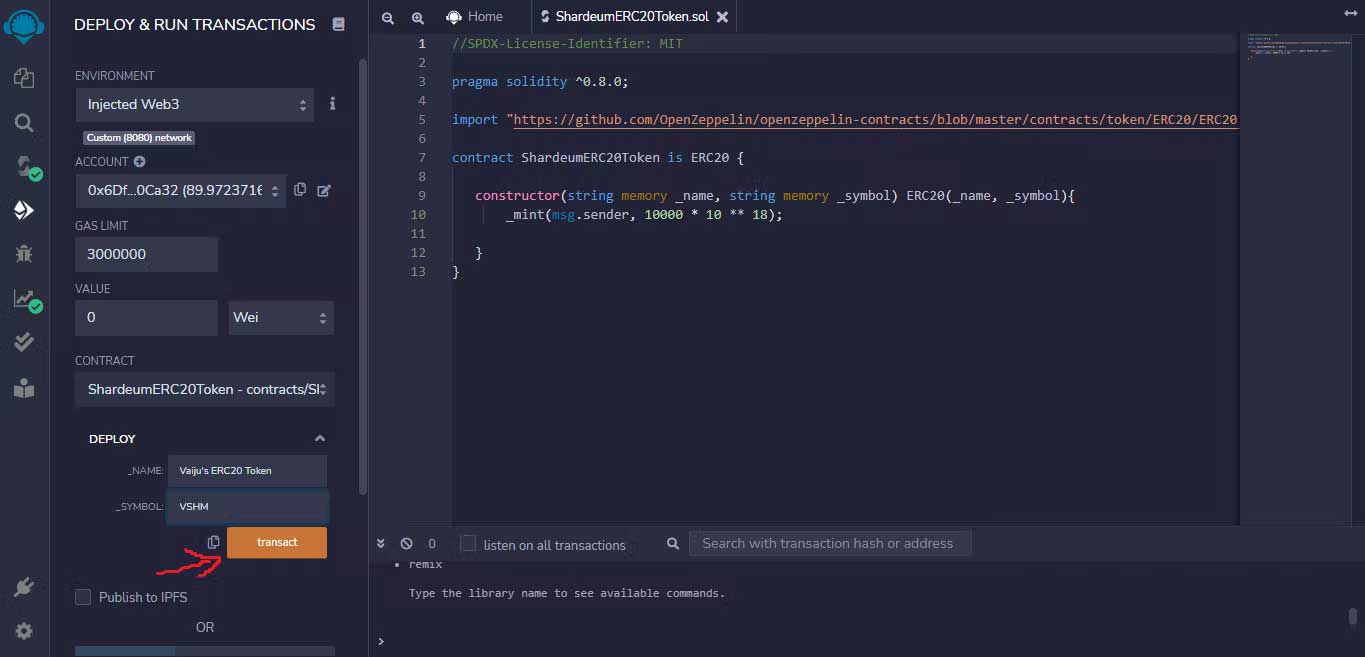 DEPLOY & RUN TRANSACTIONS
ENVIRONMENT
Injected Web3
i
Custom (8080) network
ACCOUNT
0x6Df...0Ca32 (89.9723716
GAS LIMIT
3000000
VALUE
0
Wei
CONTRACT
ShardeumERC20Token - contracts/Sl
DEPLOY
_NAME:
Vaiju's ERC20 Token
_SYMBOL:
VSHM
transact
Publish to IPFS
OR
Home
ShardeumERC20Token.sol
1 //SPDX-License-Identifier: MIT
2
3 pragma solidity ^0.8.0;
4
5 import "https://github.com/OpenZeppelin/openzeppelin-contracts/blob/master/contracts/token/ERC20/ERC20
6
7 contract ShardeumERC20Token is ERC20 {
8
9 constructor(string memory _name, string memory _symbol) ERC20(_name, _symbol){
10 _mint(msg.sender, 10000 * 10 ** 18);
11
12 }
13 }
0
listen on all transactions
Search with transaction hash or address
• remix
Type the library name to see available commands.
>